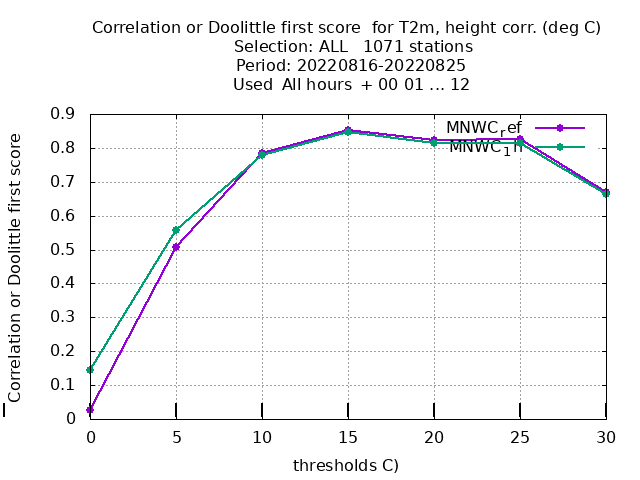 Correlation or Doolittle first score for T2m, height corr. (deg C)
Selection: ALL 1071 stations
Period: 20220816-20220825
Used All hours + 00 01 ... 12
Correlation or Doolittle first score
0.9
0.8
0.7
0.6
0.5
0.4
0.3
0.2
0.1
0
MNWC_ref
0 5 10 15 20 25 30
thresholds C)